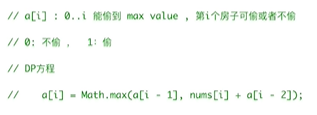 // a[i] : 0..i 能偷到 max value , 第i个房子可偷或者不偷
// 0: 不偷 ， 1: 偷
// DP方程
// a[i] = Math.max(a[i - 1], nums[i] + a[i - 2]);